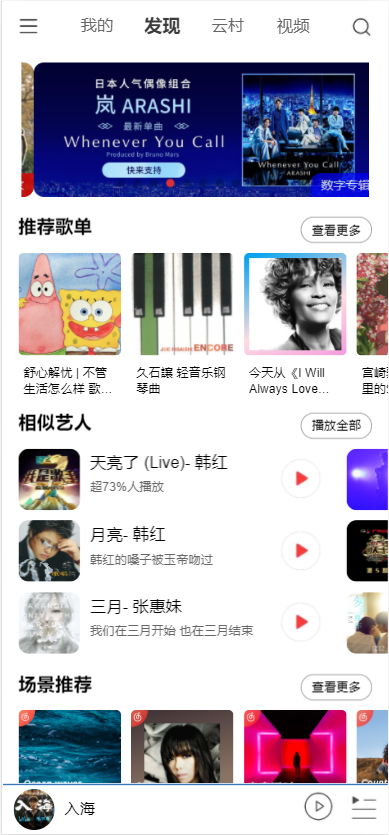 我的 发现 云村 视频
日本人气偶像组合
岚 ARASHI
最新单曲
Whenever You Call
Produced by Bruno Mars
快来支持
Whenever You Call
ARASHI
数字专辑
推荐歌单 查看更多
JOE HISAISHI ENCORE
舒心解忧 | 不管
生活怎么样 歌...
久石譲 轻音乐钢
琴曲
今天从《I Will
Always Love...
宫崎
里的
相似艺人 播放全部
天亮了 (Live)- 韩红
超73%人播放
月亮- 韩红
韩红的嗓子被玉帝吻过
三月- 张惠妹
我们在三月开始 也在三月结束
场景推荐 查看更多
Ocean waves
入海 入海